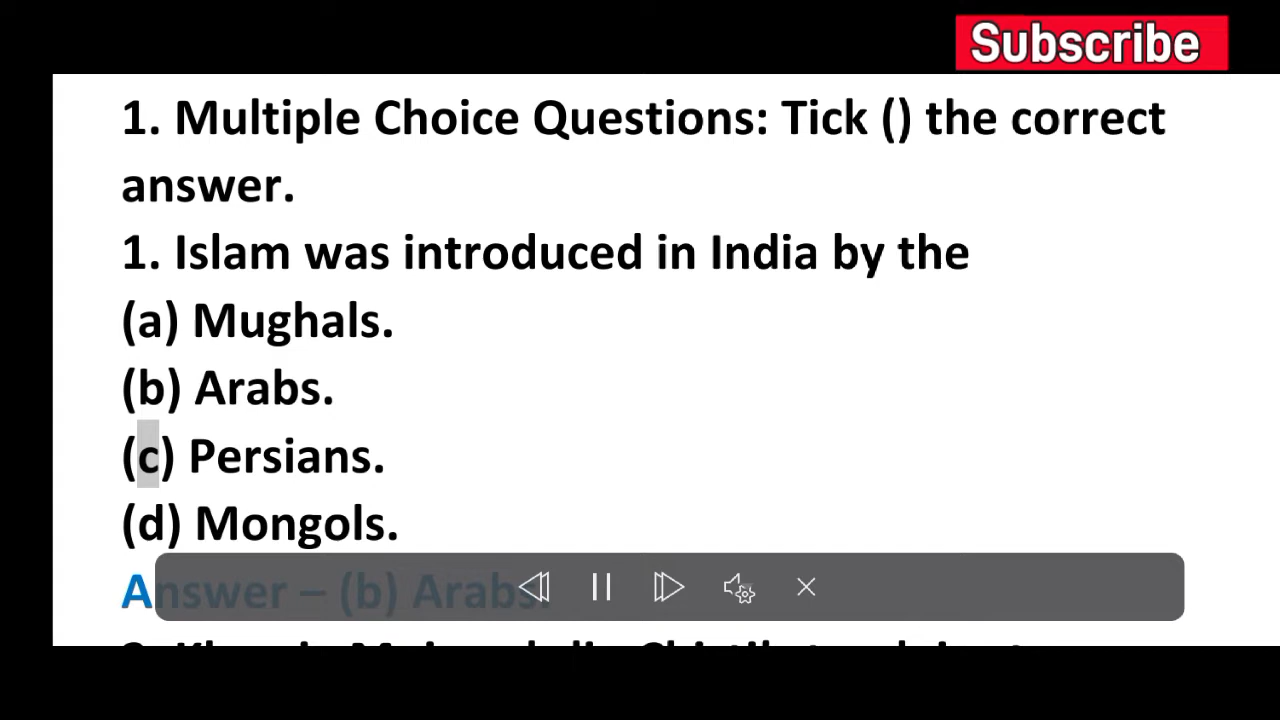 Subscribe
1. Multiple Choice Questions: Tick () the correct
answer.
1. Islam was introduced in India by the
(a) Mughals.
(b) Arabs.
(c) Persians.
(d) Mongols.
Answer – (b) Arabs.